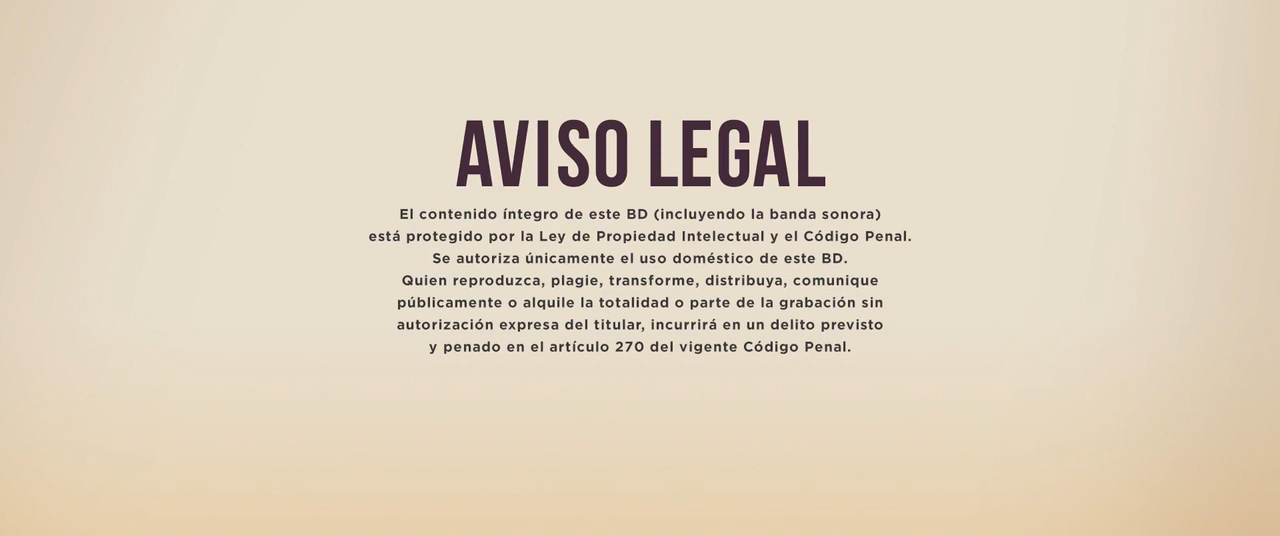 AVISO LEGAL
El contenido íntegro de este BD (incluyendo la banda sonora)
está protegido por la Ley de Propiedad Intelectual y el Código Penal.
Se autoriza únicamente el uso doméstico de este BD.
Quien reproduzca, plagie, transforme, distribuya, comunique
públicamente o alquile la totalidad o parte de la grabación sin
autorización expresa del titular, incurrirá en un delito previsto
y penado en el artículo 270 del vigente Código Penal.